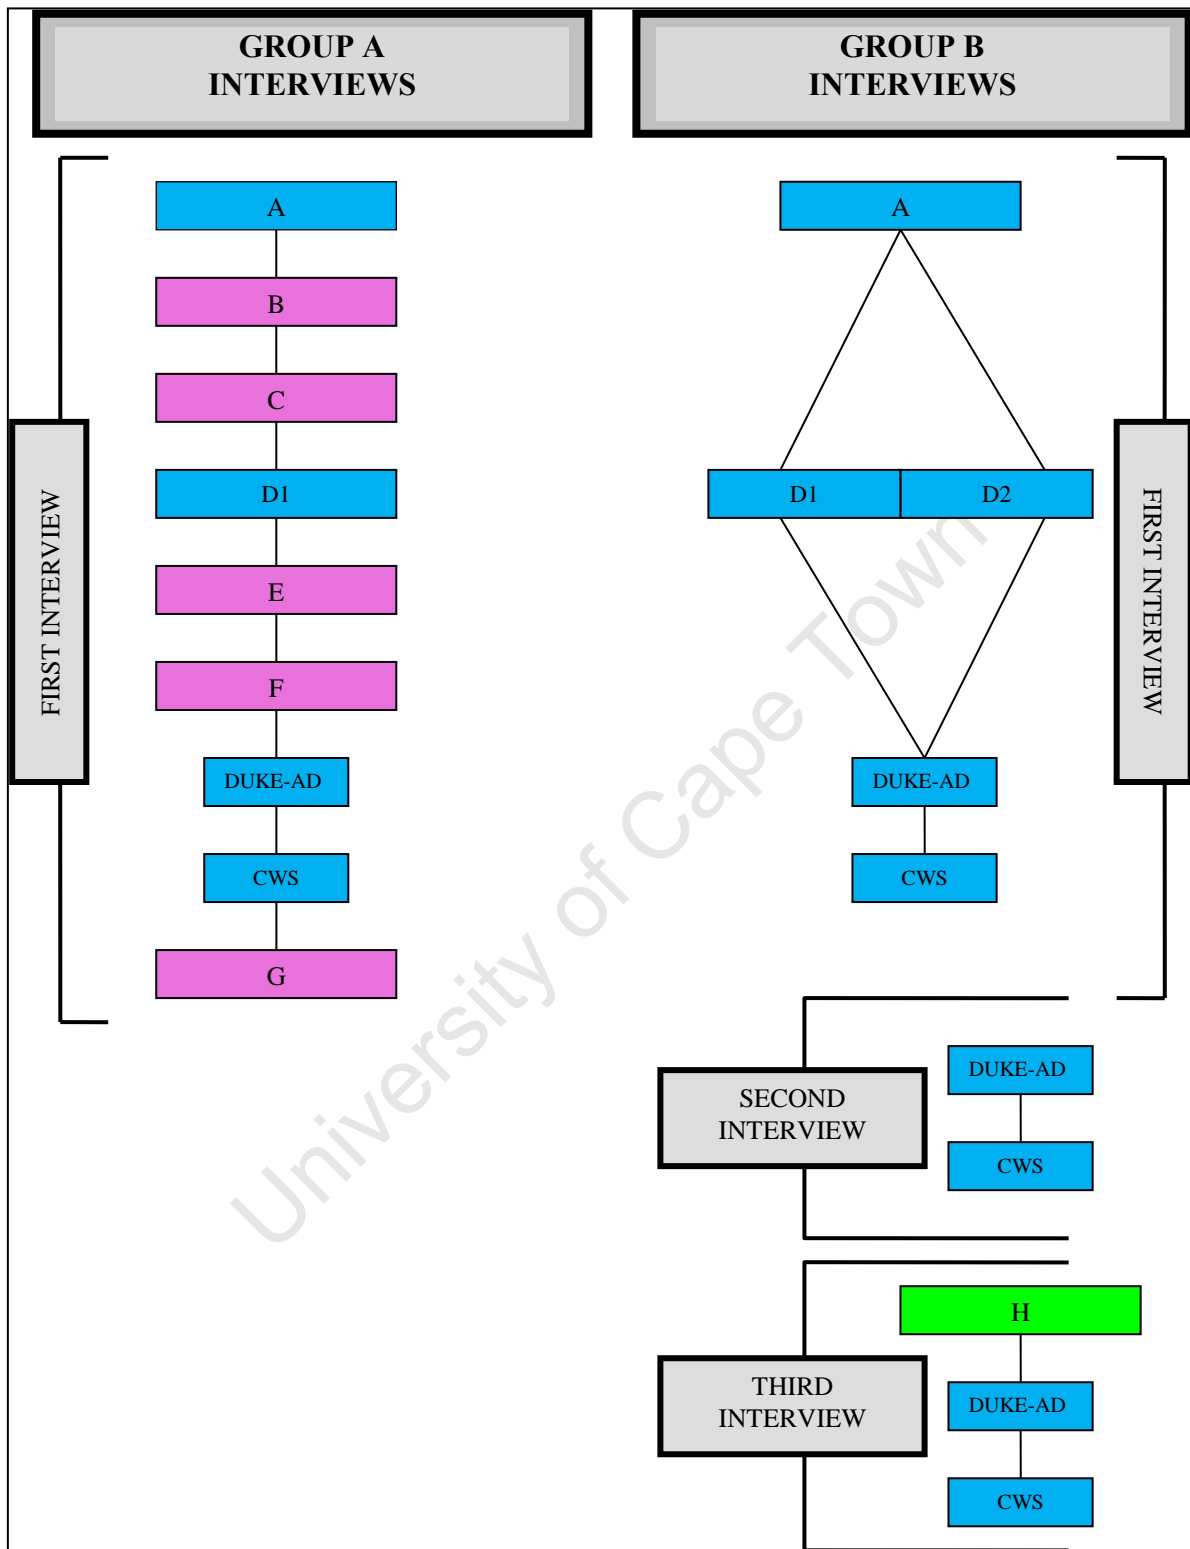 GROUP A
INTERVIEWS
FIRST INTERVIEW
A
B
C
D1
E
F
DUKE-AD
CWS
G
GROUP B
INTERVIEWS
FIRST INTERVIEW
A
D1
D2
DUKE-AD
CWS
SECOND
INTERVIEW
DUKE-AD
CWS
THIRD
INTERVIEW
H
DUKE-AD
CWS
University of Cape Town